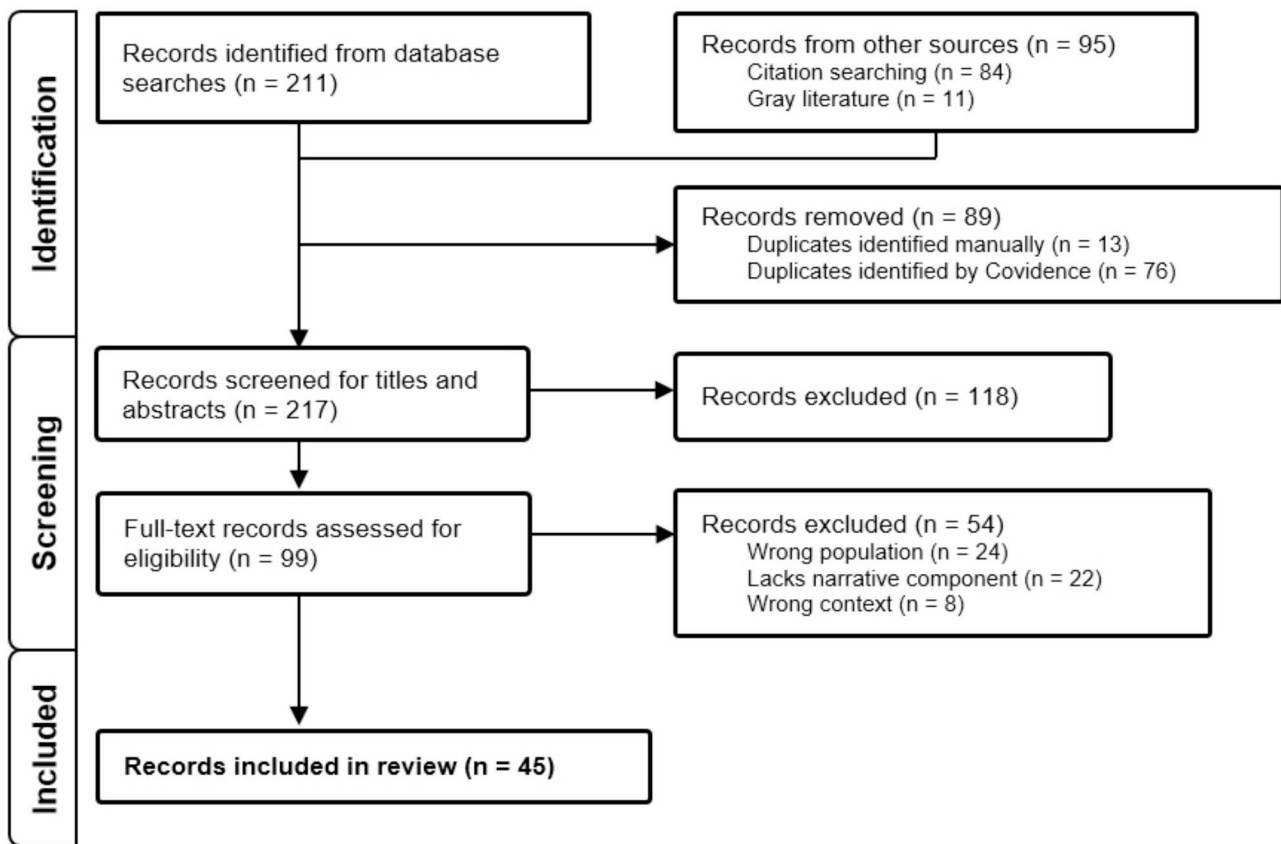 Identification
Records identified from database
searches (n = 211)
Records from other sources (n = 95)
Citation searching (n = 84)
Gray literature (n = 11)
Records removed (n = 89)
Duplicates identified manually (n = 13)
Duplicates identified by Covidence (n = 76)
Screening
Records screened for titles and
abstracts (n = 217)
Records excluded (n = 118)
Full-text records assessed for
eligibility (n = 99)
Records excluded (n = 54)
Wrong population (n = 24)
Lacks narrative component (n = 22)
Wrong context (n = 8)
Included
Records included in review (n = 45)